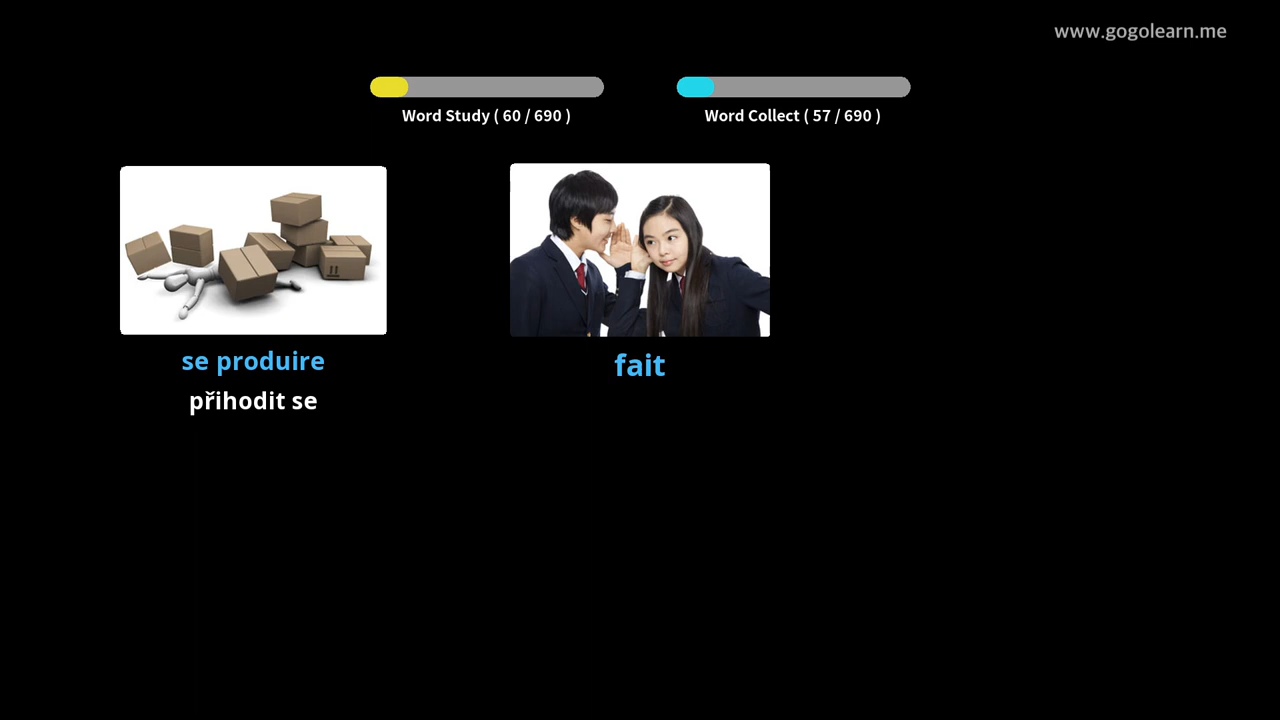 www.gogolearn.me
Word Study ( 60 / 690 )
Word Collect ( 57 / 690 )
se produire
přihodit se
fait